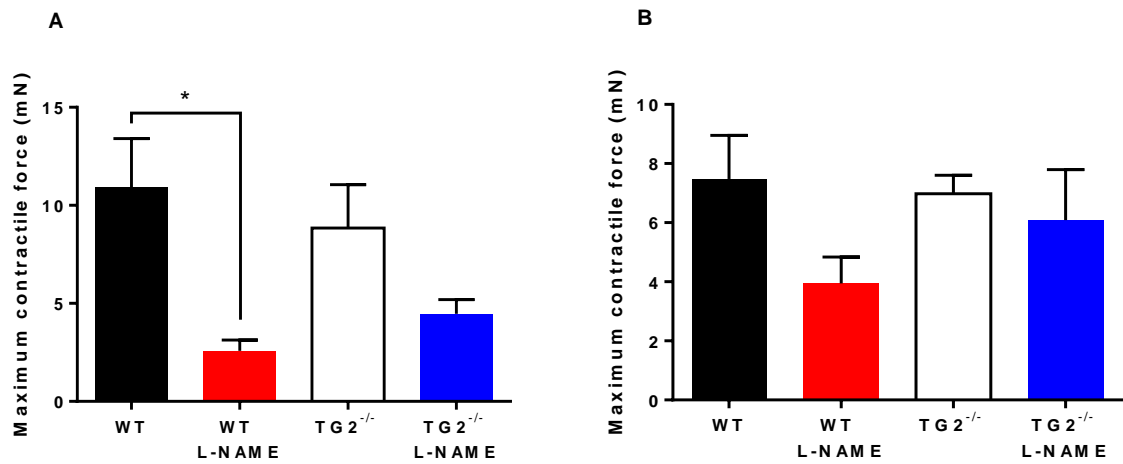 A
Maximum contractile force (mN)
15
10
5
0
*
WT
WT
L-NAME
TG2-/-
TG2-/-
L-NAME
B
Maximum contractile force (mN)
10
8
6
4
2
0
WT
WT
L-NAME
TG2-/-
TG2-/-
L-NAME